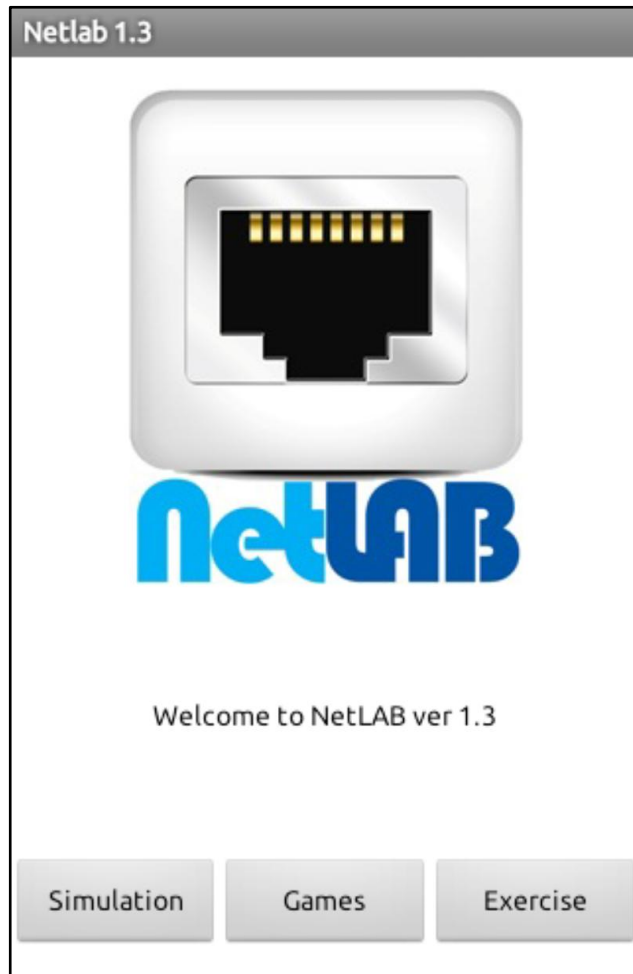 Netlab 1.3
NetLAB
Welcome to NetLAB ver 1.3
Simulation Games Exercise